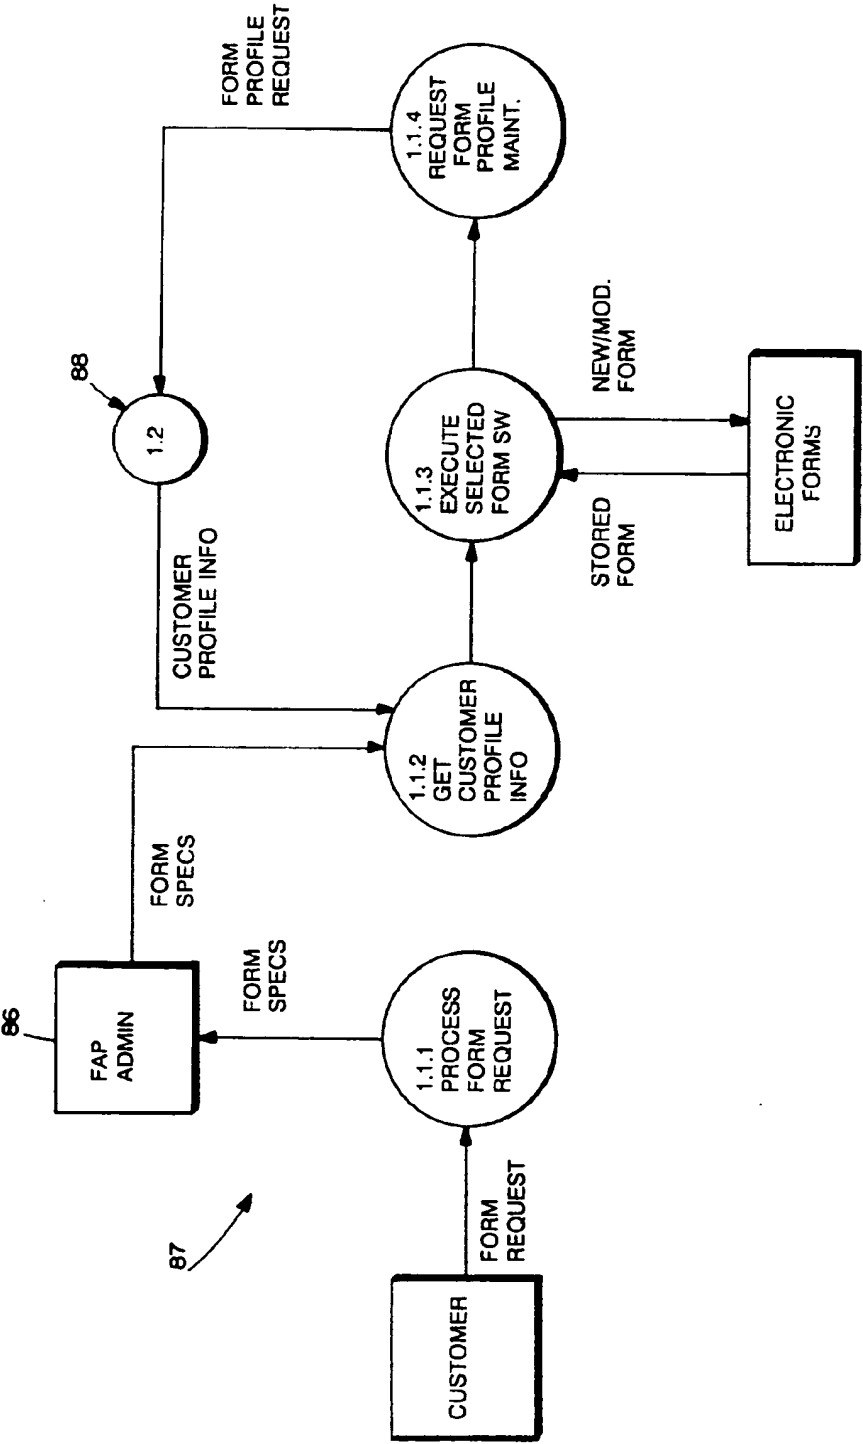 86
FAP
ADMIN
FORM
SPECS
FORM
SPECS
87
CUSTOMER
FORM
REQUEST
1.1.1
PROCESS
FORM
REQUEST
1.1.2
GET
CUSTOMER
PROFILE
INFO
CUSTOMER
PROFILE INFO
88
1.2
FORM
PROFILE
REQUEST
1.1.3
EXECUTE
SELECTED
FORM SW
1.1.4
REQUEST
FORM
PROFILE
MAINT.
STORED
FORM
NEW/MOD.
FORM
ELECTRONIC
FORMS